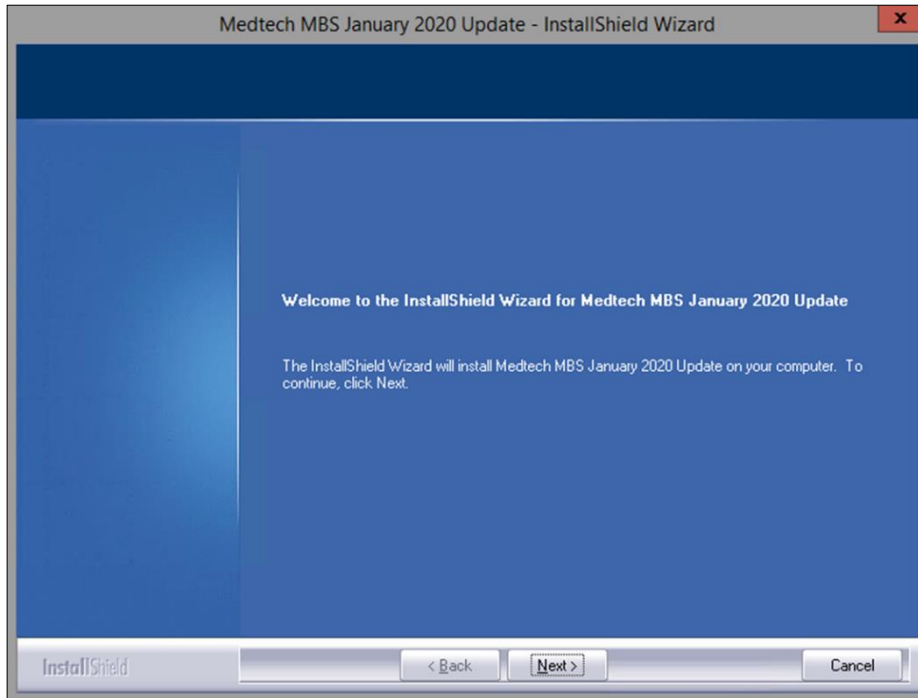 Medtech MBS January 2020 Update - InstallShield Wizard
x
Welcome to the InstallShield Wizard for Medtech MBS January 2020 Update
The InstallShield Wizard will install Medtech MBS January 2020 Update on your computer. To
continue, click Next.
InstallShield
< Back
Next >
Cancel